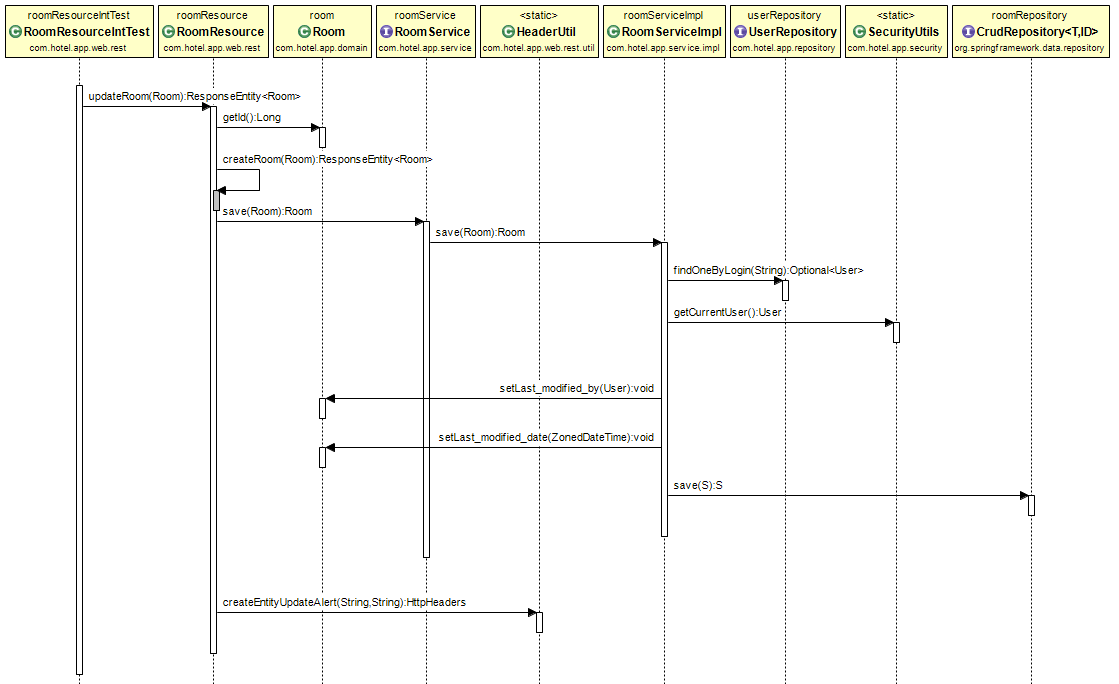 roomResourceIntTest
C RoomResourceIntTest
com.hotel.app.web.rest
roomResource
C RoomResource
com.hotel.app.web.rest
room
C Room
com.hotel.app.domain
roomService
I RoomService
com.hotel.app.service
<static>
C HeaderUtil
com.hotel.app.web.rest.util
roomServiceImpl
C RoomServiceImpl
com.hotel.app.service.impl
userRepository
I UserRepository
com.hotel.app.repository
<static>
C SecurityUtils
com.hotel.app.security
roomRepository
I CrudRepository<T,ID>
org.springframework.data.repository
updateRoom(Room):ResponseEntity<Room>
getId():Long
createRoom(Room):ResponseEntity<Room>
save(Room):Room
save(Room):Room
findOneByLogin(String):Optional<User>
getCurrentUser():User
setLast_modified_by(User):void
setLast_modified_date(ZonedDateTime):void
save(S):S
createEntityUpdateAlert(String,String):HttpHeaders